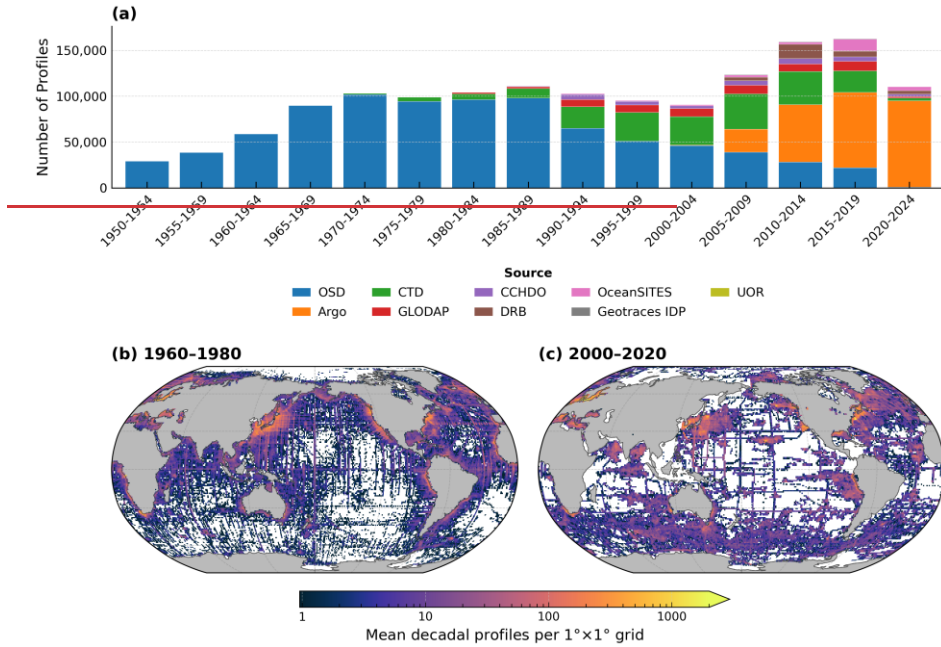 (a)
Number of Profiles
150,000
100,000
50,000
0
1950-1954
1955-1959
1960-1964
1965-1969
1970-1974
1975-1979
1980-1984
1985-1989
1990-1994
1995-1999
2000-2004
2005-2009
2010-2014
2015-2019
2020-2024
Source
OSD CTD CCHDO OceanSITES UOR
Argo GLODAP DRB Geotraces IDP
(b) 1960–1980
(c) 2000–2020
1 10 100 1000
Mean decadal profiles per 1°×1° grid